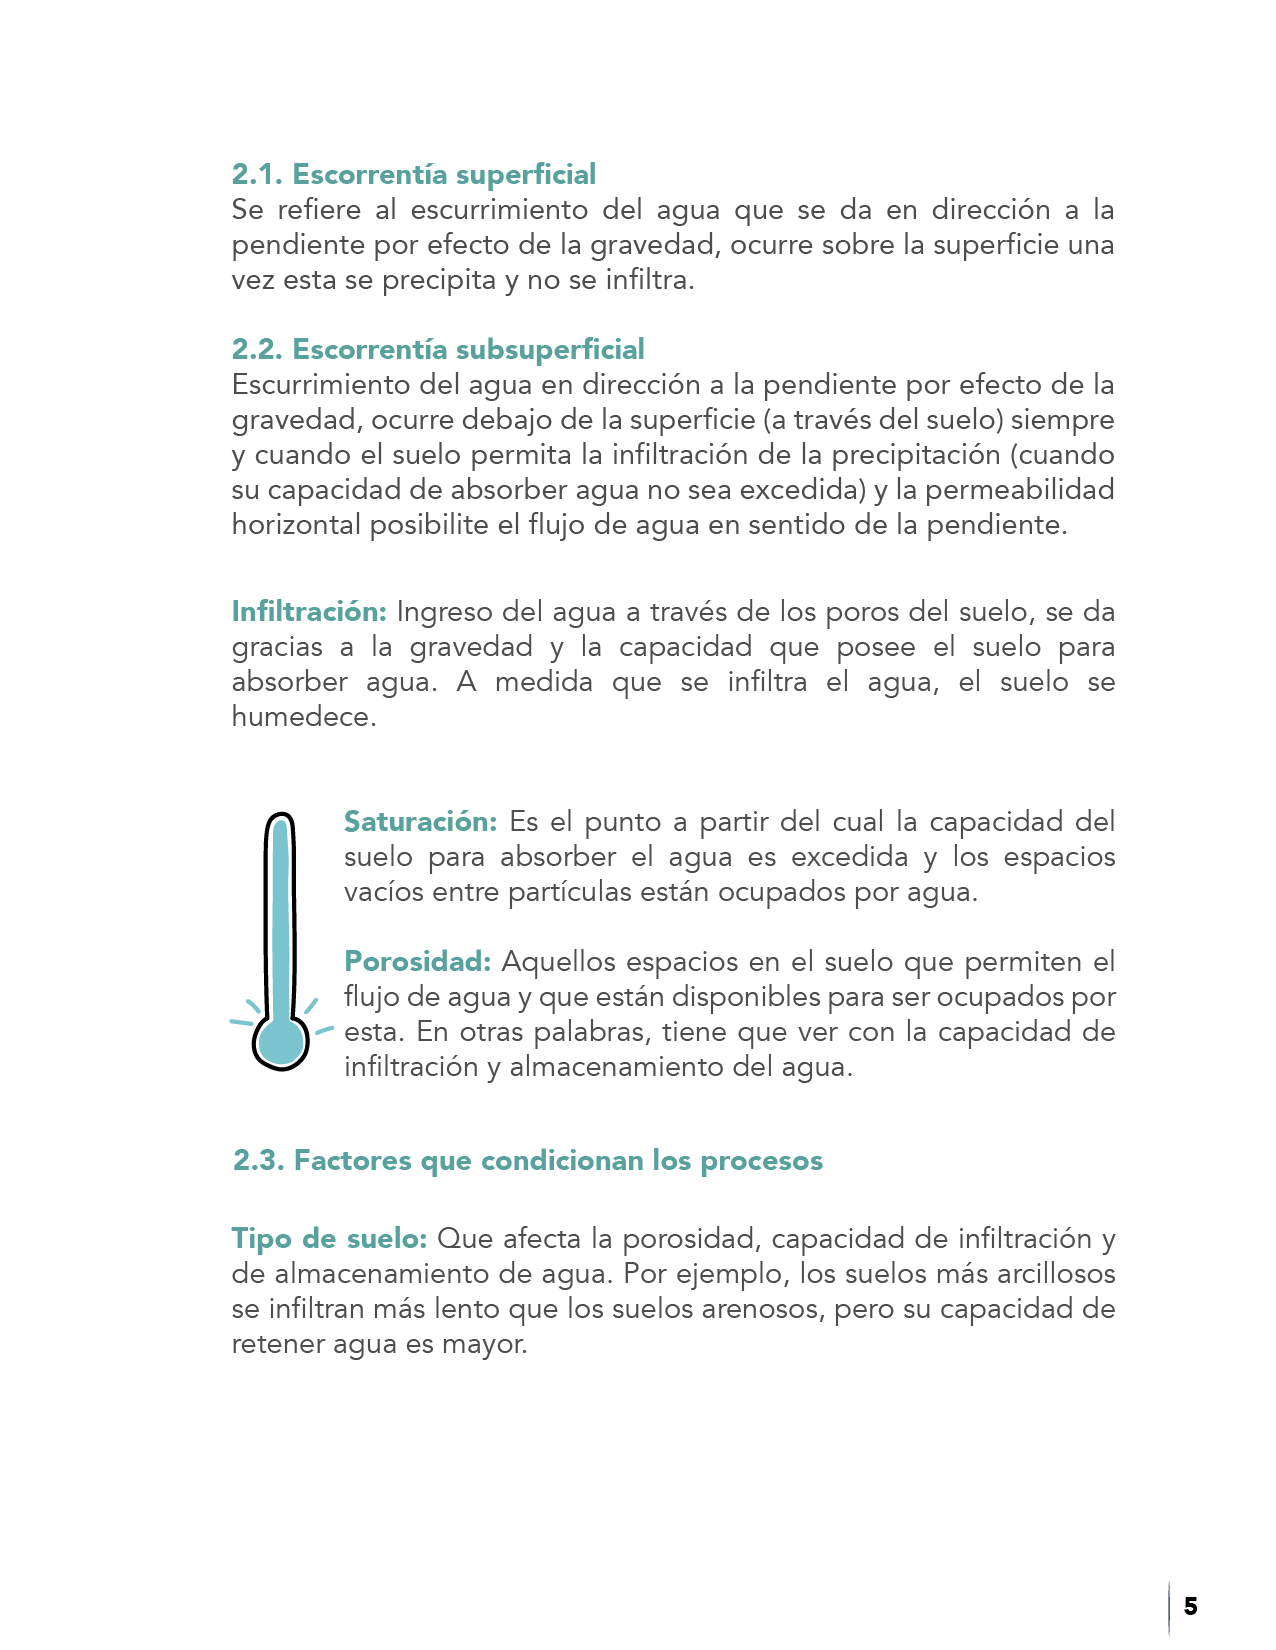 2.1. Escorrentía superficial
Se refiere al escurrimiento del agua que se da en dirección a la
pendiente por efecto de la gravedad, ocurre sobre la superficie una
vez esta se precipita y no se infiltra.
2.2. Escorrentía subsuperficial
Escurrimiento del agua en dirección a la pendiente por efecto de la
gravedad, ocurre debajo de la superficie (a través del suelo) siempre
y cuando el suelo permita la infiltración de la precipitación (cuando
su capacidad de absorber agua no sea excedida) y la permeabilidad
horizontal posibilite el flujo de agua en sentido de la pendiente.
Infiltración: Ingreso del agua a través de los poros del suelo, se da
gracias a la gravedad y la capacidad que posee el suelo para
absorber agua. A medida que se infiltra el agua, el suelo se
humedece.
Saturación: Es el punto a partir del cual la capacidad del
suelo para absorber el agua es excedida y los espacios
vacíos entre partículas están ocupados por agua.
Porosidad: Aquellos espacios en el suelo que permiten el
flujo de agua y que están disponibles para ser ocupados por
esta. En otras palabras, tiene que ver con la capacidad de
infiltración y almacenamiento del agua.
2.3. Factores que condicionan los procesos
Tipo de suelo: Que afecta la porosidad, capacidad de infiltración y
de almacenamiento de agua. Por ejemplo, los suelos más arcillosos
se infiltran más lento que los suelos arenosos, pero su capacidad de
retener agua es mayor.
5